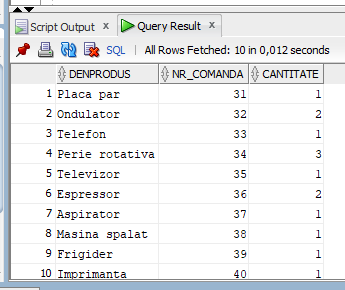 Script Output x Query Result x
SQL | All Rows Fetched: 10 in 0,012 seconds
DENPRODUS NR_COMANDA CANTITATE
1 Placa par 31 1
2 Ondulator 32 2
3 Telefon 33 1
4 Perie rotativa 34 3
5 Televizor 35 1
6 Espressor 36 2
7 Aspirator 37 1
8 Masina spalat 38 1
9 Frigider 39 1
10 Imprimanta 40 1